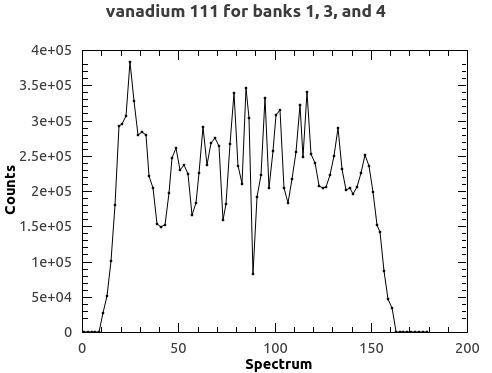 vanadium 111 for banks 1, 3, and 4
4e+05
3.5e+05
3e+05
2.5e+05
2e+05
1.5e+05
1e+05
5e+04
0
Counts
0 50 100 150 200
Spectrum